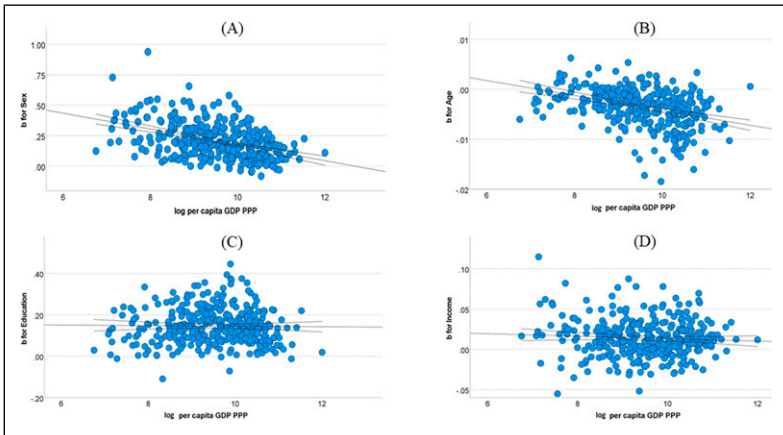 (A)
1.00
.75
.50
.25
.00
b for Sex
6 8 10 12
log per capita GDP PPP
(B)
.01
.00
-.01
-.02
b for Age
6 8 10 12
log per capita GDP PPP
(C)
.40
.20
.00
-.20
b for Education
6 8 10 12
log per capita GDP PPP
(D)
.10
.05
.00
-.05
b for Income
6 8 10 12
log per capita GDP PPP